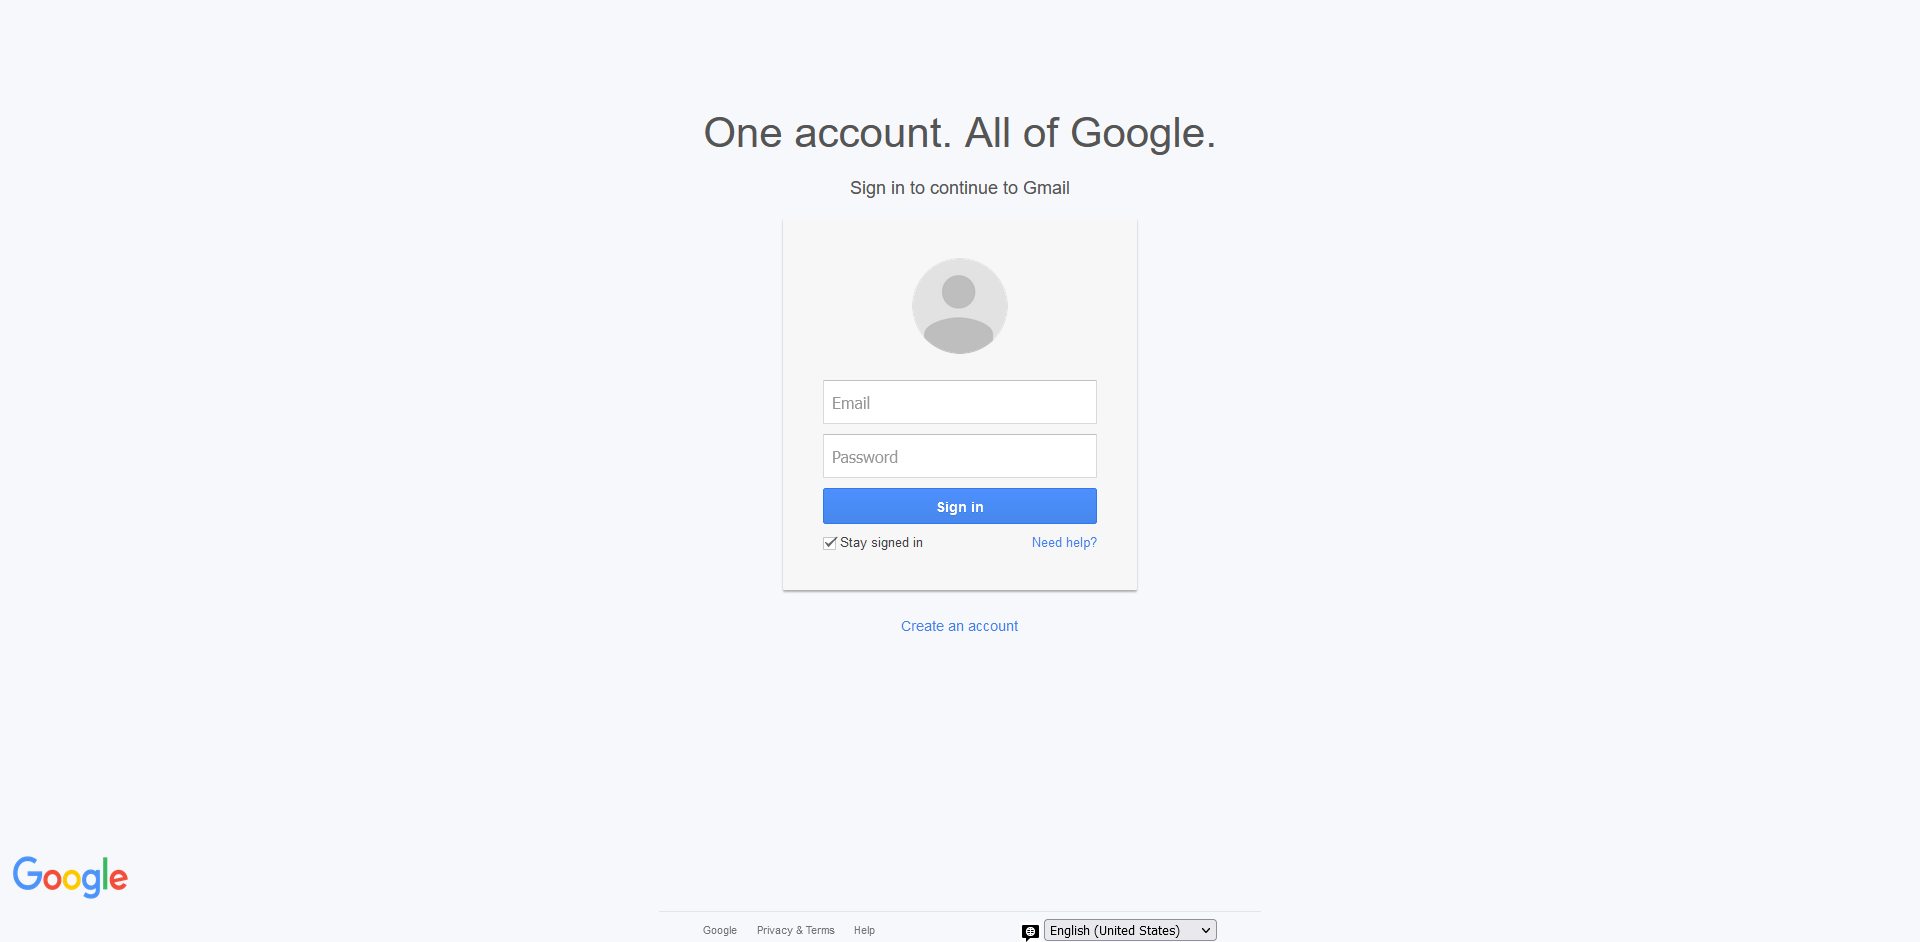 One account. All of Google.
Sign in to continue to Gmail
Email
Password
Sign in
Stay signed in Need help?
Create an account
Google
Google Privacy & Terms Help English (United States)